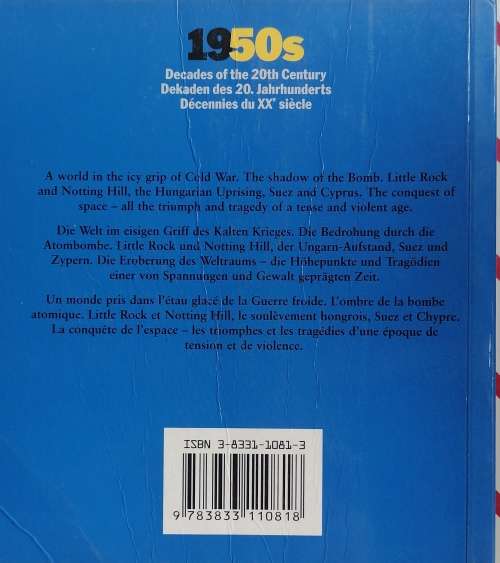 1950s
Decades of the 20th Century
Dekaden des 20. Jahrhunderts
Décennies du XXe siècle
A world in the icy grip of Cold War. The shadow of the Bomb. Little Rock
and Notting Hill, the Hungarian Uprising, Suez and Cyprus. The conquest of
space – all the triumph and tragedy of a tense and violent age.
Die Welt im eisigen Griff des Kalten Krieges. Die Bedrohung durch die
Atombombe. Little Rock und Notting Hill, der Ungarn-Aufstand, Suez und
Zypern. Die Eroberung des Weltraums – die Höhepunkte und Tragödien
einer von Spannungen und Gewalt geprägten Zeit.
Un monde pris dans l'étau glacé de la Guerre froide. L'ombre de la bombe
atomique. Little Rock et Notting Hill, le soulèvement hongrois, Suez et Chypre.
La conquête de l'espace – les triomphes et les tragédies d'une époque de
tension et de violence.
ISBN 3-8331-1081-3
9 783833 110818